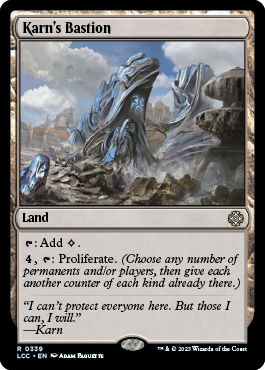 Karn's Bastion
Land
: Add .
4, : Proliferate. (Choose any number of
permanents and/or players, then give each
another counter of each kind already there.)
"I can't protect everyone here. But those I
can, I will."
—Karn
R 0339
LCC • EN Adam Paquette
™ & © 2023 Wizards of the Coast